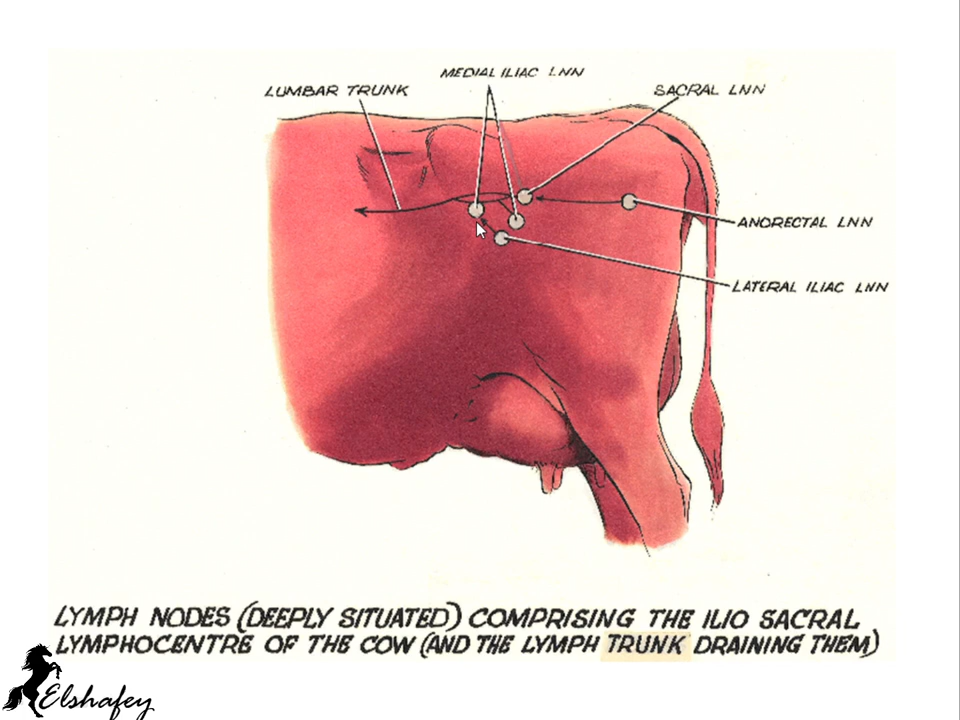 MEDIAL ILIAC LNN
LUMBAR TRUNK
SACRAL LNN
ANORECTAL LNN
LATERAL ILIAC LNN
LYMPH NODES (DEEPLY SITUATED) COMPRISING THE ILIO SACRAL
LYMPHOCENTRE OF THE COW (AND THE LYMPH TRUNK DRAINING THEM)
Elshafey